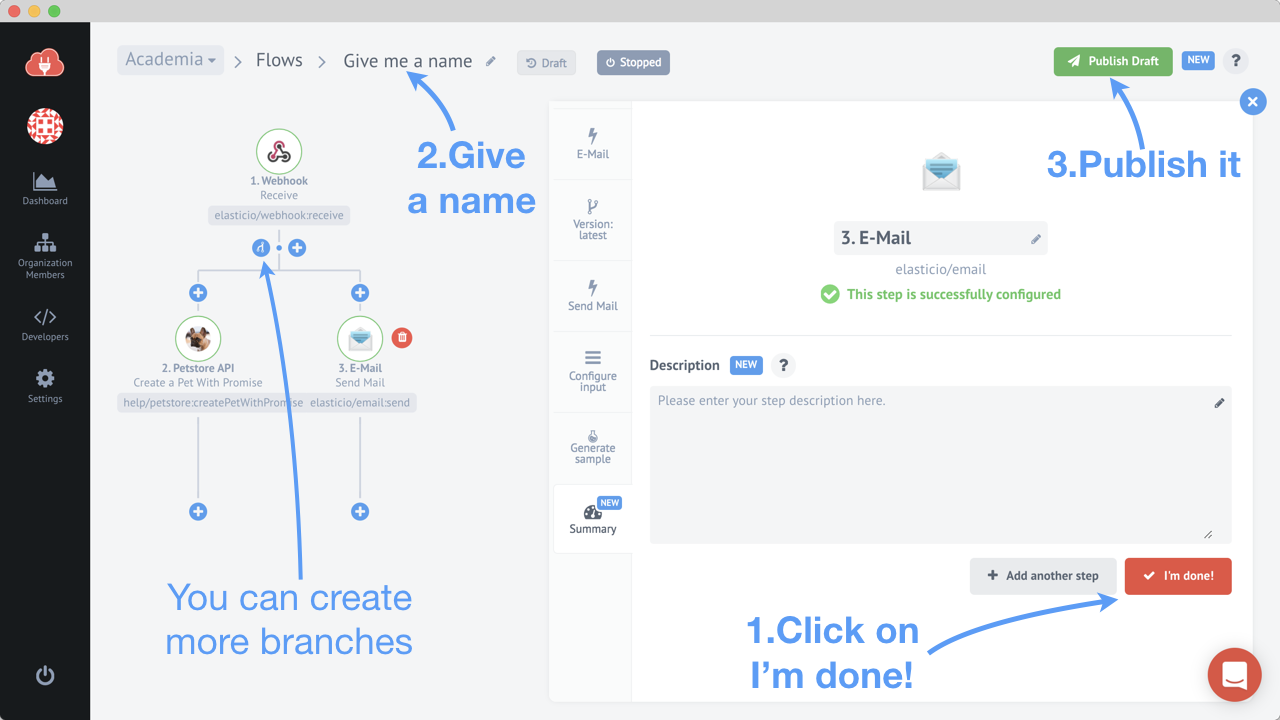 Academia
Flows
Give me a name
Draft
Stopped
Publish Draft
NEW
?
2.Give
a name
3.Publish it
Dashboard
Organization
Members
Developers
Settings
1. Webhook
Receive
elasticio/webhook:receive
2. Petstore API
Create a Pet With Promise
help/petstore:createPetWithPromise
3. E-Mail
Send Mail
elasticio/email:send
You can create
more branches
E-Mail
Version:
latest
Send Mail
Configure
input
Generate
sample
NEW
Summary
3. E-Mail
elasticio/email
This step is successfully configured
Description
NEW
?
Please enter your step description here.
Add another step
I'm done!
1.Click on
I’m done!